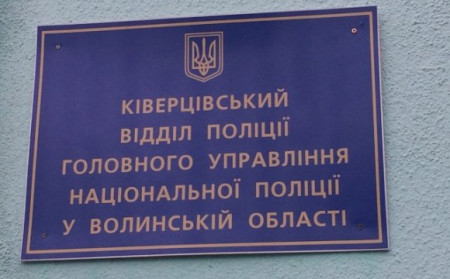 КІВЕРЦІВСЬКИЙ
ВІДДІЛ ПОЛІЦІЇ
ГОЛОВНОГО УПРАВЛІННЯ
НАЦІОНАЛЬНОЇ ПОЛІЦІЇ
У ВОЛИНСЬКІЙ ОБЛАСТІ